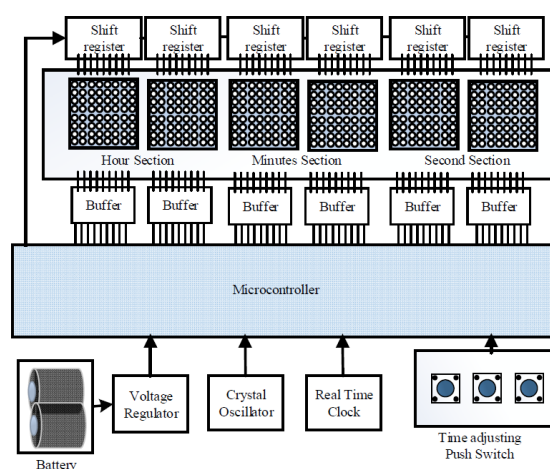 Shift register
Shift register
Shift register
Shift register
Shift register
Shift register
Hour Section
Minutes Section
Second Section
Buffer
Buffer
Buffer
Buffer
Buffer
Buffer
Microcontroller
Voltage
Regulator
Crystal
Oscillator
Real Time
Clock
Battery
Time adjusting
Push Switch